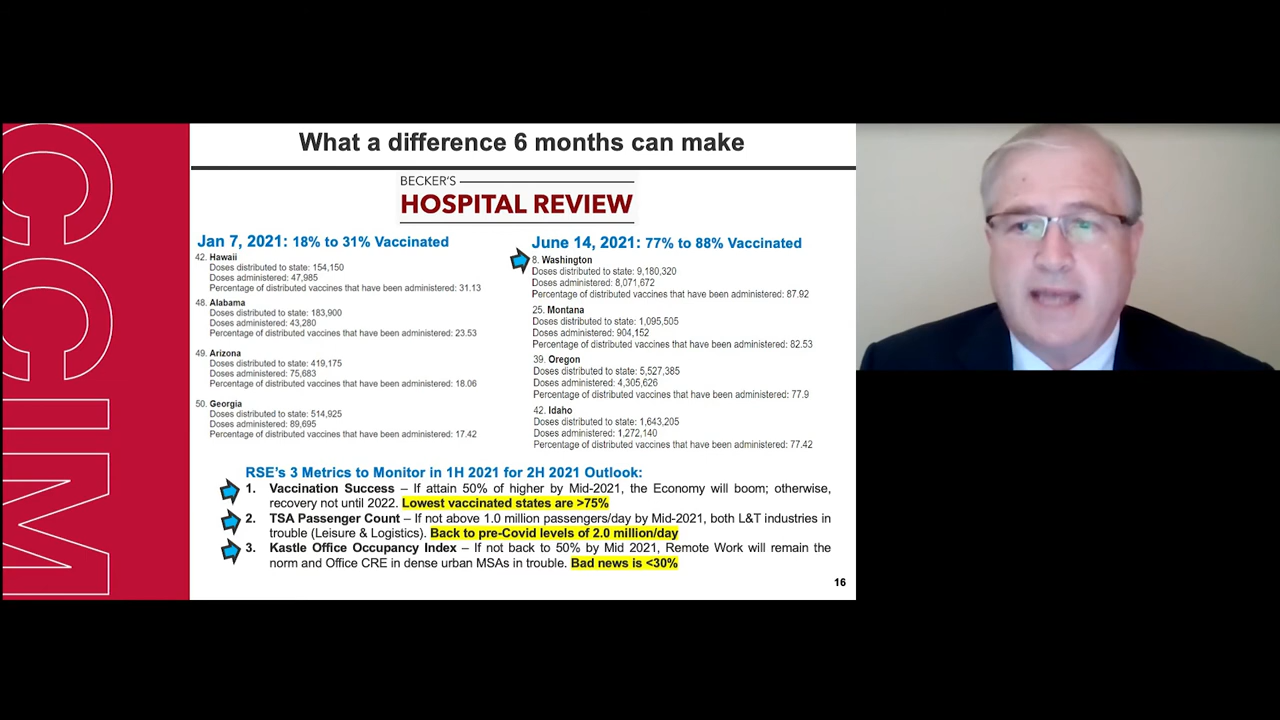 CCIM
What a difference 6 months can make
BECKER'S
HOSPITAL REVIEW
Jan 7, 2021: 18% to 31% Vaccinated
42. Hawaii
Doses distributed to state: 154,150
Doses administered: 47,985
Percentage of distributed vaccines that have been administered: 31.13
48. Alabama
Doses distributed to state: 183,900
Doses administered: 43,280
Percentage of distributed vaccines that have been administered: 23.53
49. Arizona
Doses distributed to state: 419,175
Doses administered: 75,683
Percentage of distributed vaccines that have been administered: 18.06
50. Georgia
Doses distributed to state: 514,925
Doses administered: 89,695
Percentage of distributed vaccines that have been administered: 17.42
June 14, 2021: 77% to 88% Vaccinated
8. Washington
Doses distributed to state: 9,180,320
Doses administered: 8,071,672
Percentage of distributed vaccines that have been administered: 87.92
25. Montana
Doses distributed to state: 1,095,505
Doses administered: 904,152
Percentage of distributed vaccines that have been administered: 82.53
39. Oregon
Doses distributed to state: 5,527,385
Doses administered: 4,305,626
Percentage of distributed vaccines that have been administered: 77.9
42. Idaho
Doses distributed to state: 1,643,205
Doses administered: 1,272,140
Percentage of distributed vaccines that have been administered: 77.42
RSE's 3 Metrics to Monitor in 1H 2021 for 2H 2021 Outlook:
1. Vaccination Success – If attain 50% of higher by Mid-2021, the Economy will boom; otherwise,
recovery not until 2022. Lowest vaccinated states are >75%
2. TSA Passenger Count – If not above 1.0 million passengers/day by Mid-2021, both L&T industries in
trouble (Leisure & Logistics). Back to pre-Covid levels of 2.0 million/day
3. Kastle Office Occupancy Index – If not back to 50% by Mid 2021, Remote Work will remain the
norm and Office CRE in dense urban MSAs in trouble. Bad news is <30%
16